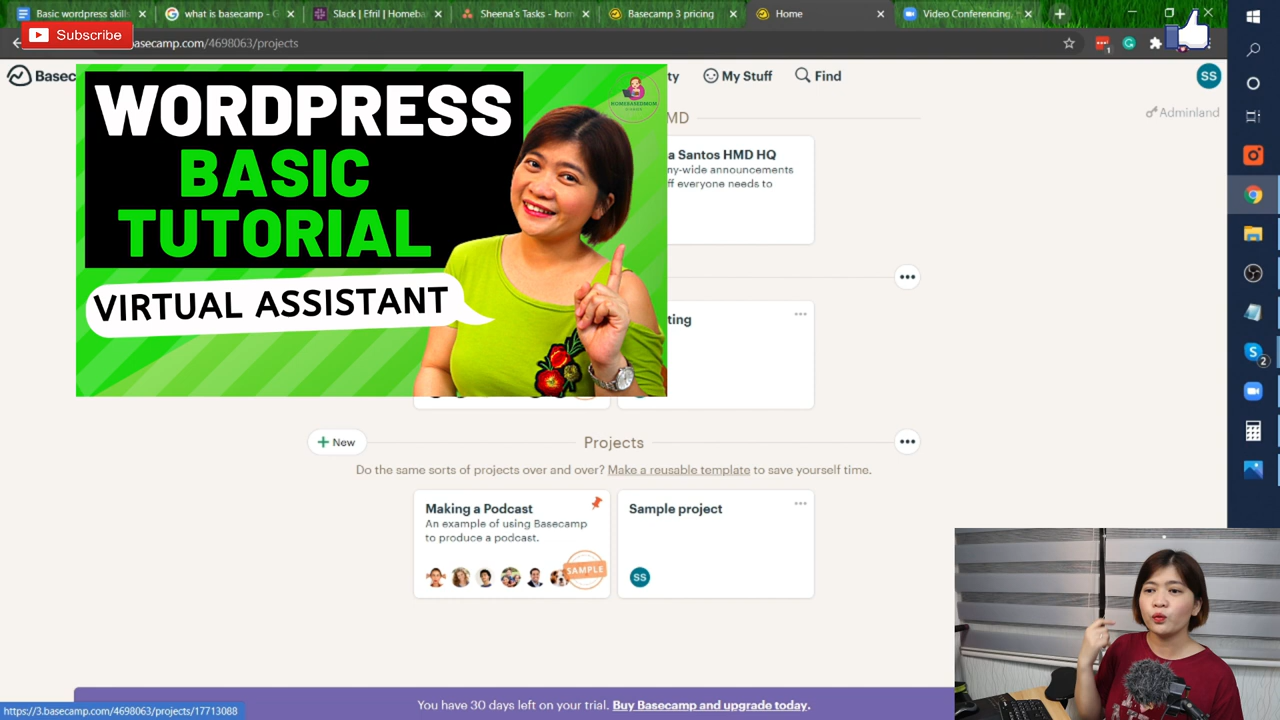 Basic wordpress skill
what is basecamp - G
Slack | Efril | Homeba
Sheena's Tasks - hom
Basecamp 3 pricing
Home
Video Conferencing,
Subscribe
basecamp.com/4698063/projects
1
Basec
ty
My Stuff
Find
SS
Adminland
MD
WORDPRESS
BASIC
TUTORIAL
VIRTUAL ASSISTANT
HOMEBASEDMOM
a Santos HMD HQ
ny-wide announcements
ff everyone needs to
ting
New
Projects
Do the same sorts of projects over and over? Make a reusable template to save yourself time.
Making a Podcast
An example of using Basecamp
to produce a podcast.
SAMPLE
Sample project
SS
2
You have 30 days left on your trial. Buy Basecamp and upgrade today.
https://3.basecamp.com/4698063/projects/17713088